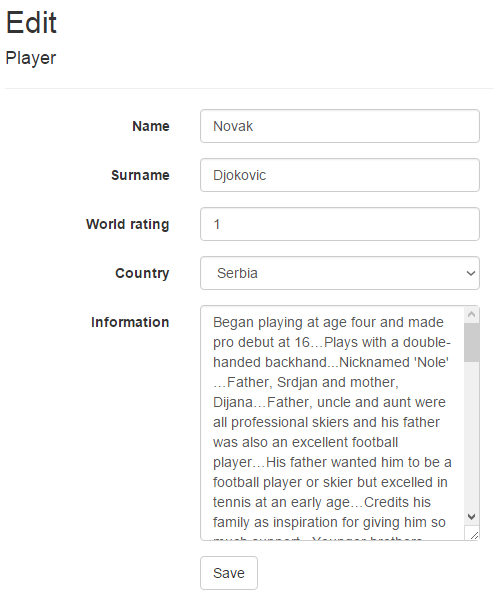 Edit
Player
Name Novak
Surname Djokovic
World rating 1
Country Serbia
Information Began playing at age four and made
pro debut at 16…Plays with a double-
handed backhand...Nicknamed 'Nole'
…Father, Srdjan and mother,
Dijana…Father, uncle and aunt were
all professional skiers and his father
was also an excellent football
player…His father wanted him to be a
football player or skier but excelled in
tennis at an early age…Credits his
family as inspiration for giving him so
much support...Younger brothers
Save